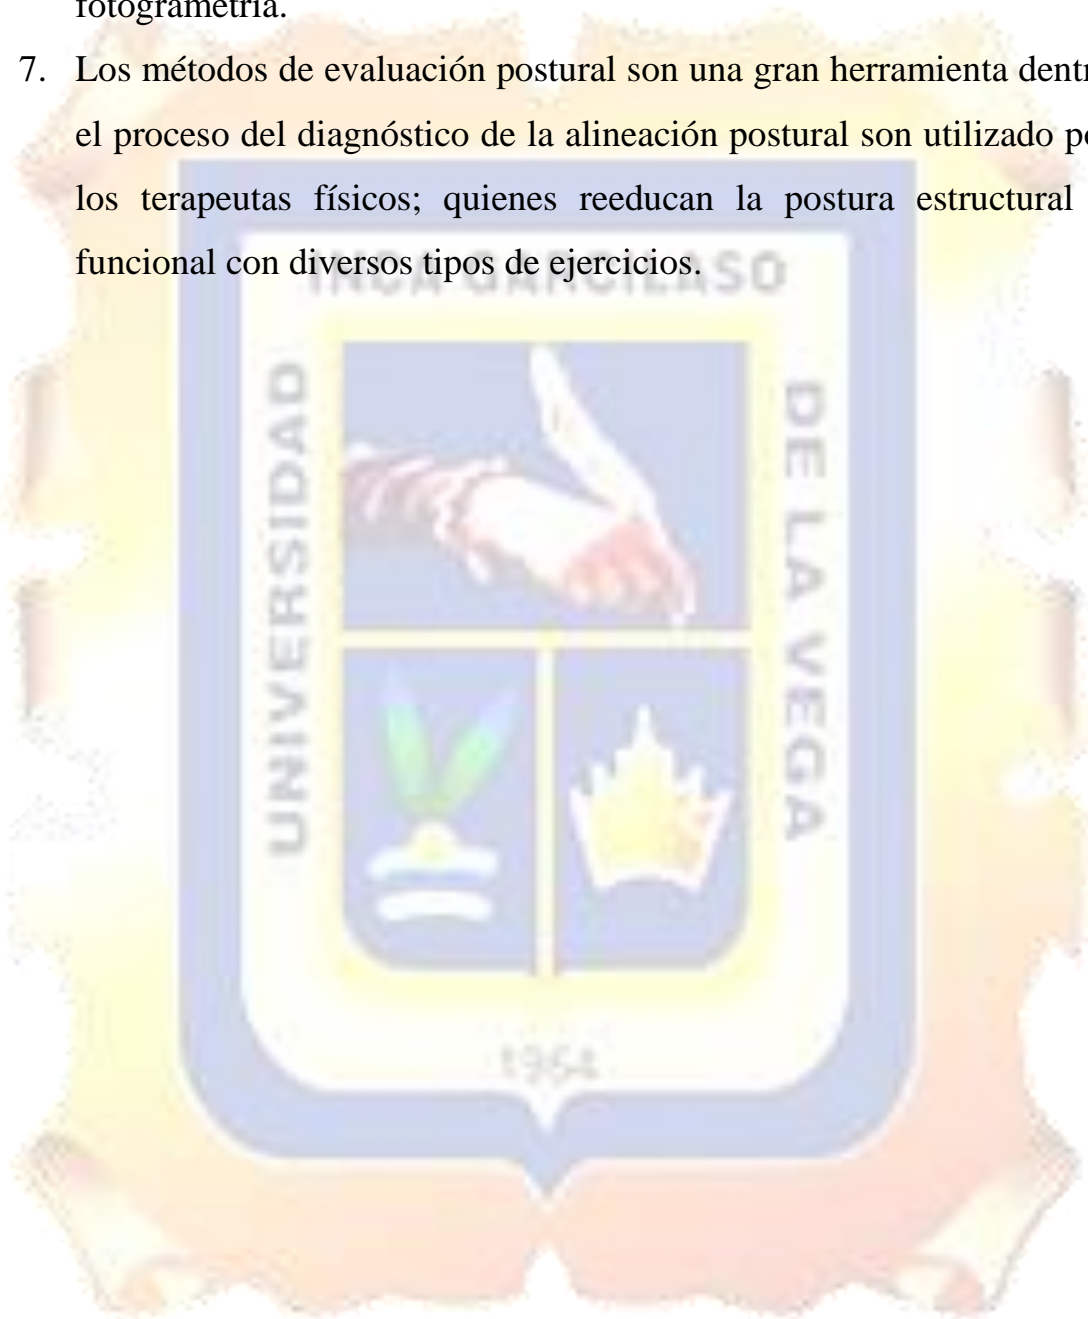 fotogrametría.
7. Los métodos de evaluación postural son una gran herramienta
el proceso del diagnóstico de la alineación postural son utilizado
los terapeutas físicos; quienes reeducan la postura estructural
funcional con diversos tipos de ejercicios.
INCA GARCILASO
UNIVERSIDAD
DE LA VEGA
1964